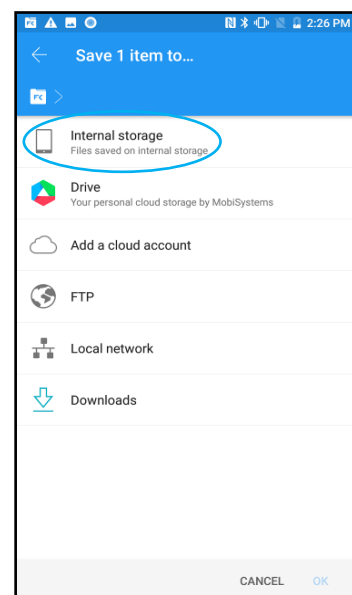 2:26 PM
Save 1 item to...
FC
Internal storage
Files saved on internal storage
Drive
Your personal cloud storage by MobiSystems
Add a cloud account
FTP
Local network
Downloads
CANCEL OK